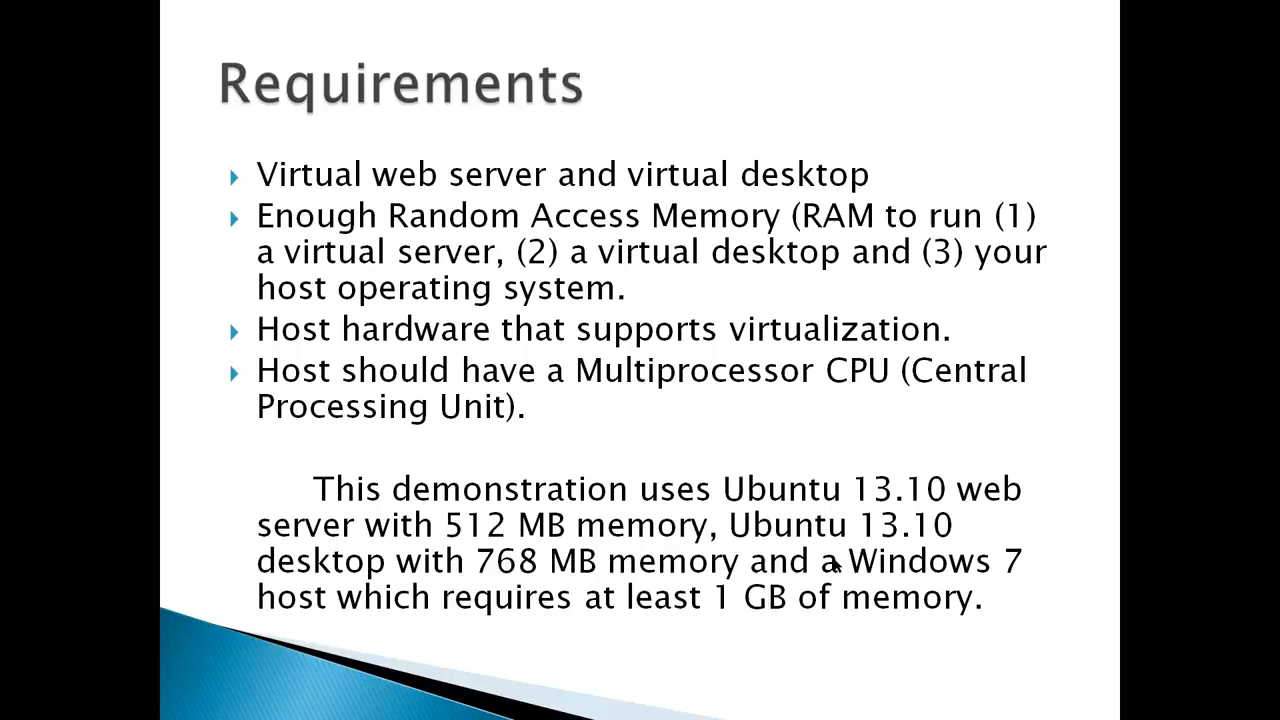 Requirements
Virtual web server and virtual desktop
Enough Random Access Memory (RAM to run (1)
a virtual server, (2) a virtual desktop and (3) your
host operating system.
Host hardware that supports virtualization.
Host should have a Multiprocessor CPU (Central
Processing Unit).
This demonstration uses Ubuntu 13.10 web
server with 512 MB memory, Ubuntu 13.10
desktop with 768 MB memory and a Windows 7
host which requires at least 1 GB of memory.